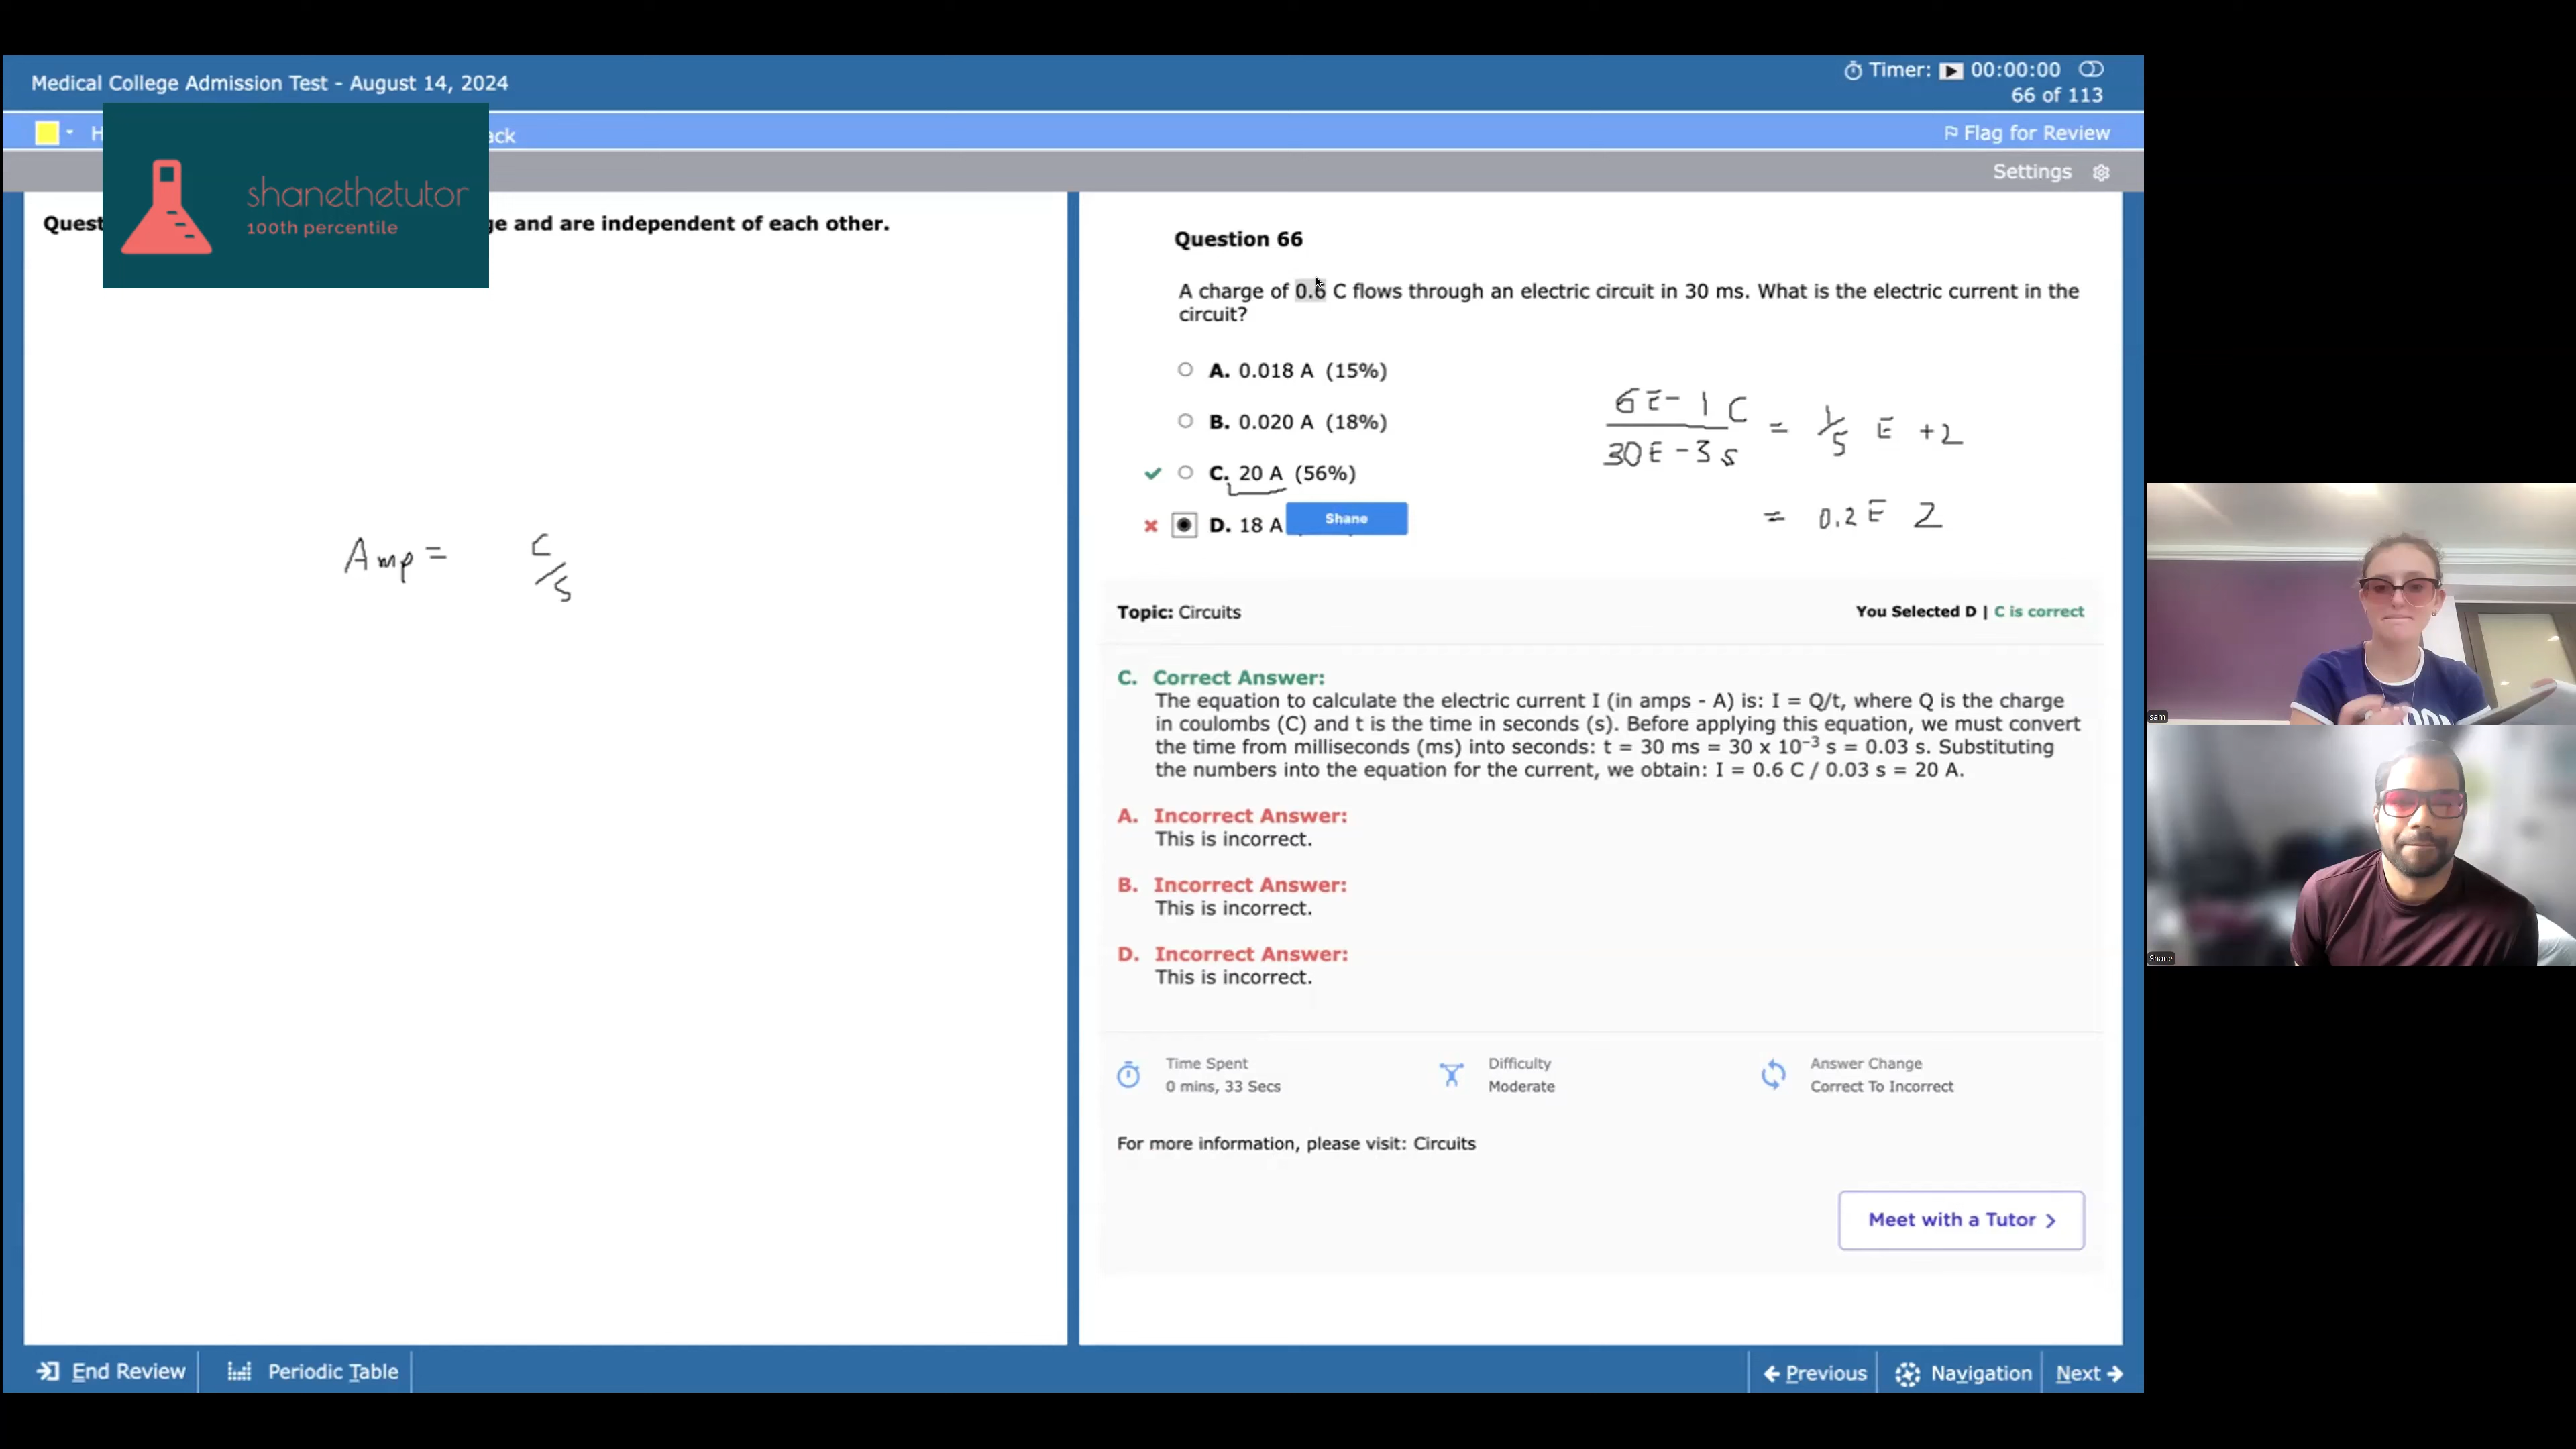 Medical College Admission Test - August 14, 2024
Timer: 00:00:00
66 of 113
H
ack
Flag for Review
Settings
shanethetutor
100th percentile
Quest
ge and are independent of each other.
Question 66
A charge of 0.6 C flows through an electric circuit in 30 ms. What is the electric current in the
circuit?
A. 0.018 A (15%)
B. 0.020 A (18%)
C. 20 A (56%)
D. 18 A
Shane
6E-1 C
30E-3 s
= 1/5 E +2
= 0.2E 2
Amp = C/s
Topic: Circuits
You Selected D | C is correct
C. Correct Answer:
The equation to calculate the electric current I (in amps - A) is: I = Q/t, where Q is the charge
in coulombs (C) and t is the time in seconds (s). Before applying this equation, we must convert
the time from milliseconds (ms) into seconds: t = 30 ms = 30 x 10⁻³ s = 0.03 s. Substituting
the numbers into the equation for the current, we obtain: I = 0.6 C / 0.03 s = 20 A.
A. Incorrect Answer:
This is incorrect.
B. Incorrect Answer:
This is incorrect.
D. Incorrect Answer:
This is incorrect.
Time Spent
0 mins, 33 Secs
Difficulty
Moderate
Answer Change
Correct To Incorrect
For more information, please visit: Circuits
Meet with a Tutor >
End Review
Periodic Table
Previous
Navigation
Next
sam
Shane